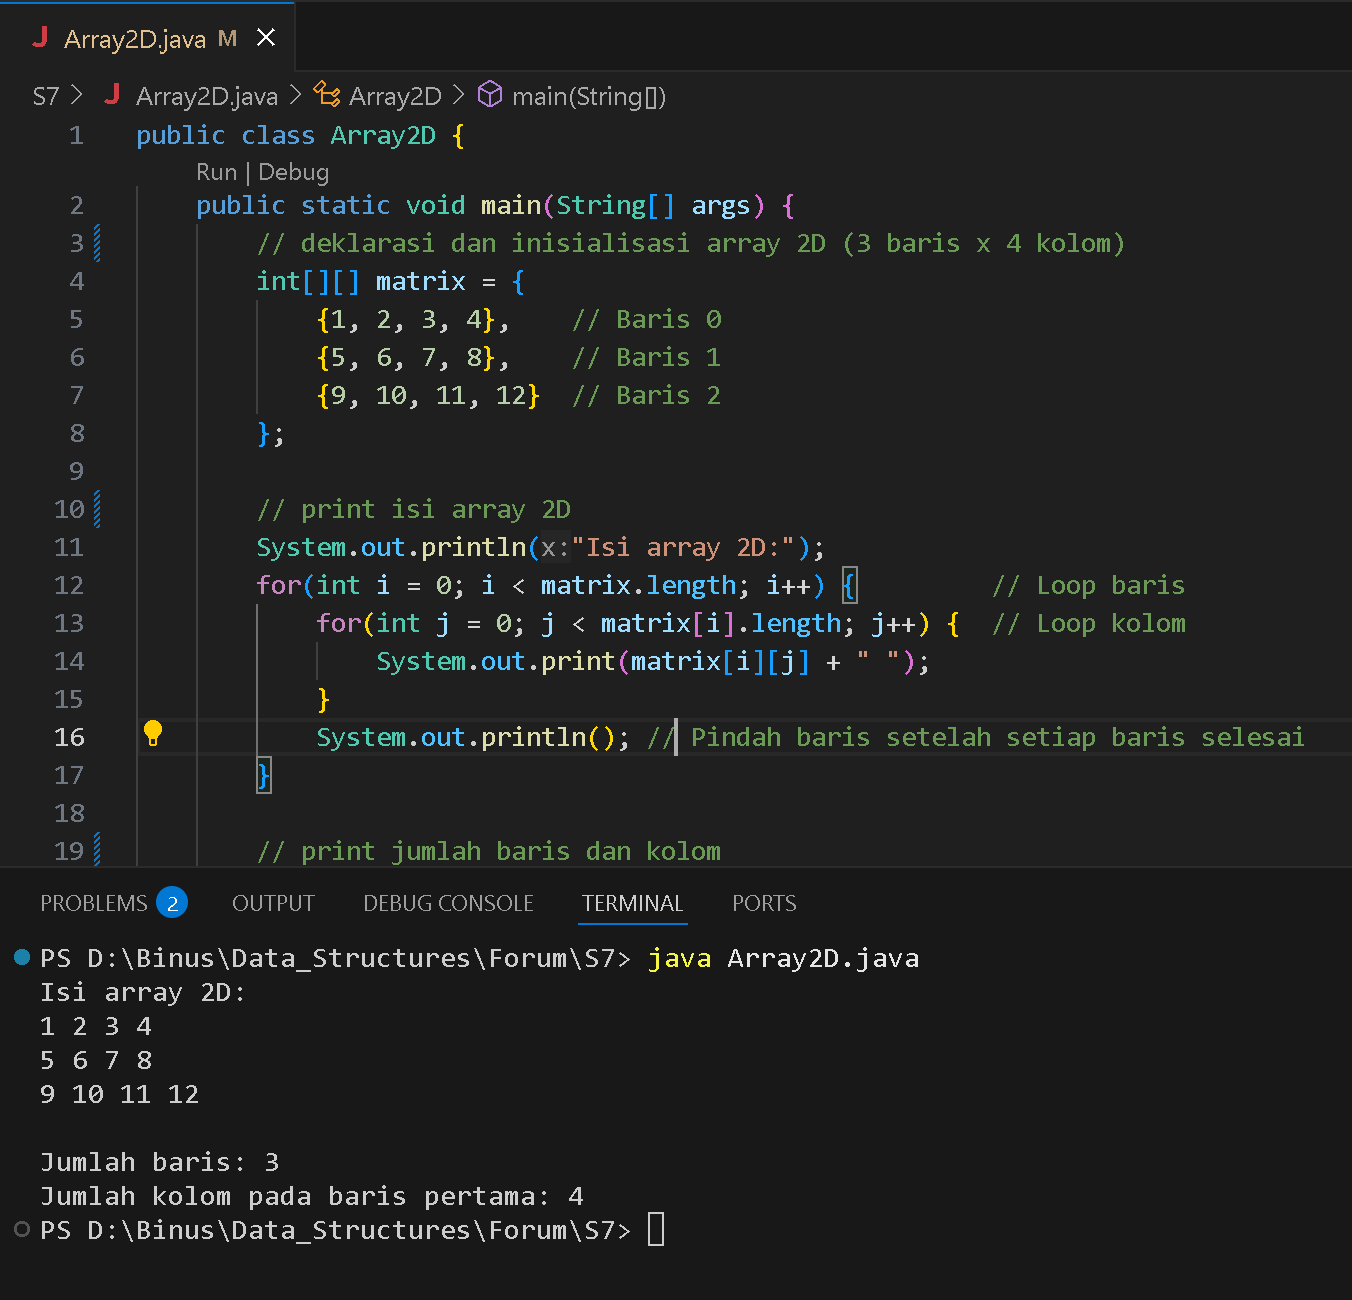 J Array2D.java M ×
S7 > J Array2D.java > Array2D > main(String[])
1 public class Array2D {
Run | Debug
2 public static void main(String[] args) {
3 // deklarasi dan inisialisasi array 2D (3 baris x 4 kolom)
4 int[][] matrix = {
5 {1, 2, 3, 4}, // Baris 0
6 {5, 6, 7, 8}, // Baris 1
7 {9, 10, 11, 12} // Baris 2
8 };
9
10 // print isi array 2D
11 System.out.println(x:"Isi array 2D:");
12 for(int i = 0; i < matrix.length; i++) { // Loop baris
13 for(int j = 0; j < matrix[i].length; j++) { // Loop kolom
14 System.out.print(matrix[i][j] + " ");
15 }
16 System.out.println(); // Pindah baris setelah setiap baris selesai
17 }
18
19 // print jumlah baris dan kolom
PROBLEMS 2 OUTPUT DEBUG CONSOLE TERMINAL PORTS
PS D:\Binus\Data_Structures\Forum\S7> java Array2D.java
Isi array 2D:
1 2 3 4
5 6 7 8
9 10 11 12
Jumlah baris: 3
Jumlah kolom pada baris pertama: 4
PS D:\Binus\Data_Structures\Forum\S7>